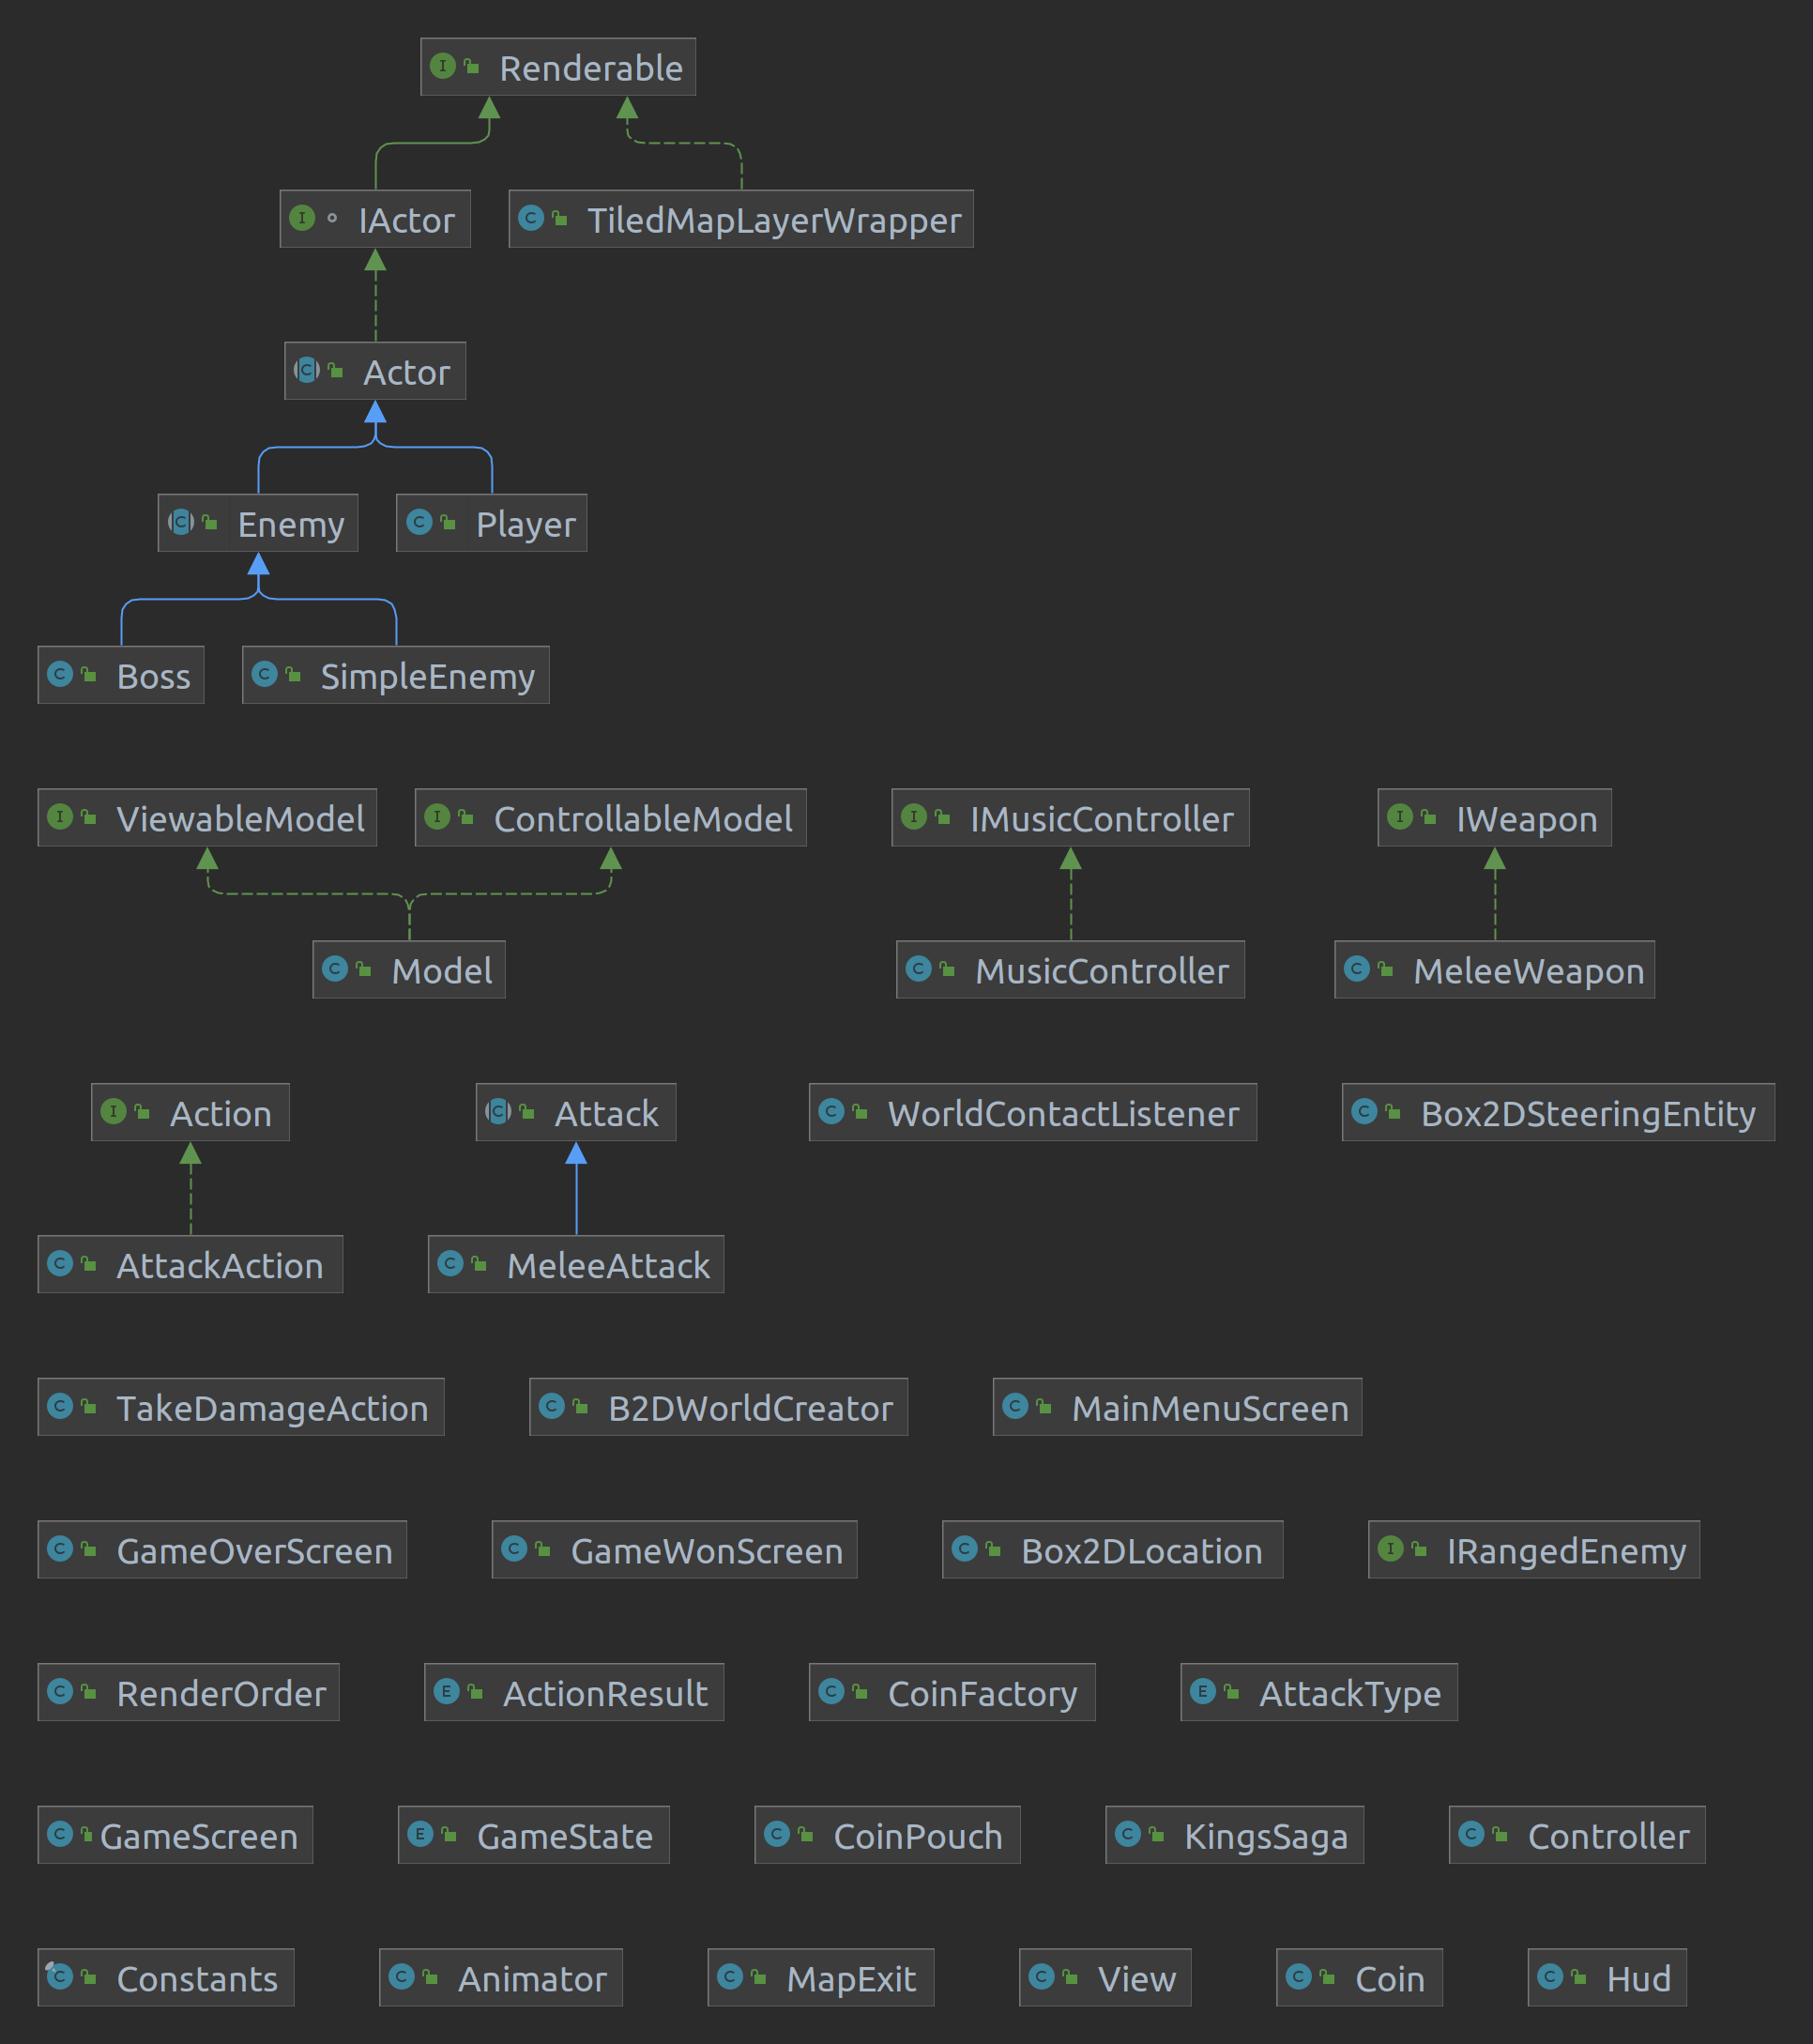 Renderable
IActor
TiledMapLayerWrapper
Actor
Enemy
Player
Boss
SimpleEnemy
ViewableModel
ControllableModel
IMusicController
IWeapon
Model
MusicController
MeleeWeapon
Action
Attack
WorldContactListener
Box2DSteeringEntity
AttackAction
MeleeAttack
TakeDamageAction
B2DWorldCreator
MainMenuScreen
GameOverScreen
GameWonScreen
Box2DLocation
IRangedEnemy
RenderOrder
ActionResult
CoinFactory
AttackType
GameScreen
GameState
CoinPouch
KingsSaga
Controller
Constants
Animator
MapExit
View
Coin
Hud